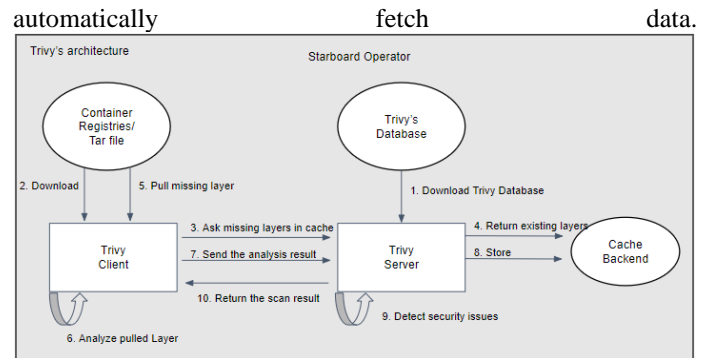 automatically fetch data.
Trivy's architecture
Starboard Operator
Container
Registries/
Tar file
Trivy's
Database
2. Download
5. Pull missing layer
1. Download Trivy Database
3. Ask missing layers in cache
4. Return existing layers
Trivy
Client
7. Send the analysis result
Trivy
Server
8. Store
Cache
Backend
10. Return the scan result
9. Detect security issues
6. Analyze pulled Layer